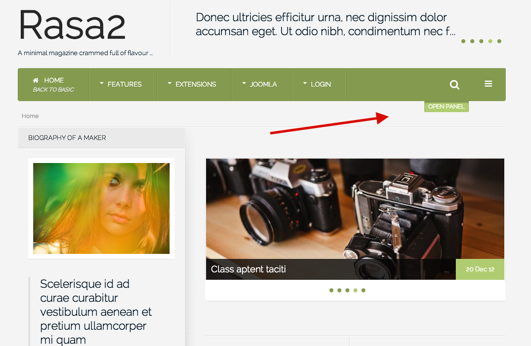 Rasa2
A minimal magazine crammed full of flavour ...
Donec ultricies efficitur urna, nec dignissim dolor
accumsan eget. Ut odio nibh, condimentum nec f...
HOME
BACK TO BASIC
FEATURES
EXTENSIONS
JOOMLA
LOGIN
OPEN PANEL
Home
BIOGRAPHY OF A MAKER
Scelerisque id ad
curae curabitur
vestibulum aenean et
pretium ullamcorper
mi quam
Class aptent taciti
20 Dec 12